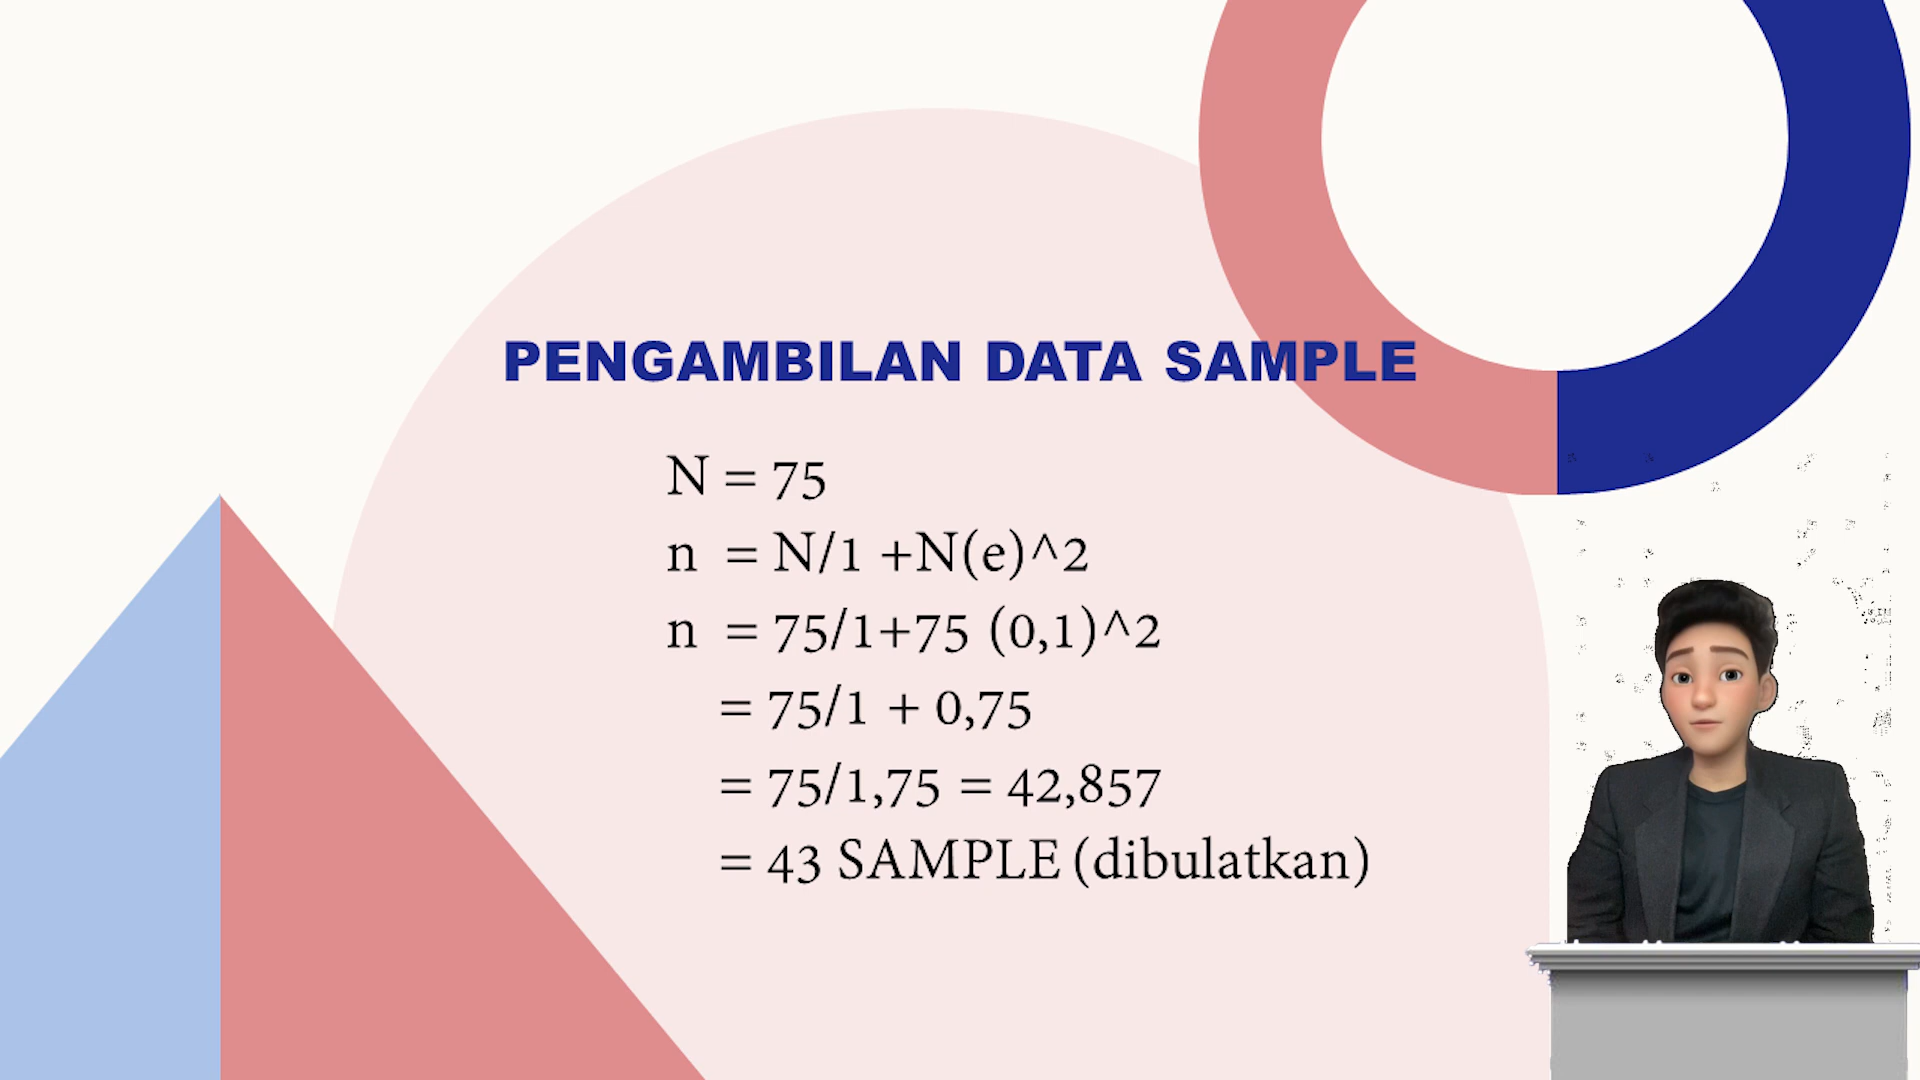 PENGAMBILAN DATA SAMPLE
N = 75
n = N/1 +N(e)^2
n = 75/1+75 (0,1)^2
= 75/1 + 0,75
= 75/1,75 = 42,857
= 43 SAMPLE (dibulatkan)